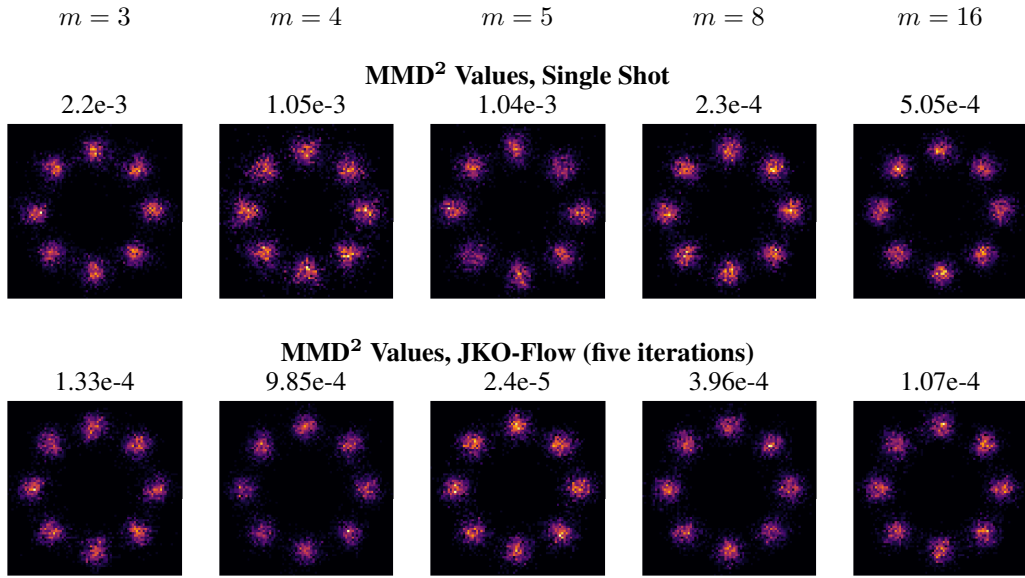 m = 3 m = 4 m = 5 m = 8 m = 16
MMD² Values, Single Shot
2.2e-3 1.05e-3 1.04e-3 2.3e-4 5.05e-4
MMD² Values, JKO-Flow (five iterations)
1.33e-4 9.85e-4 2.4e-5 3.96e-4 1.07e-4